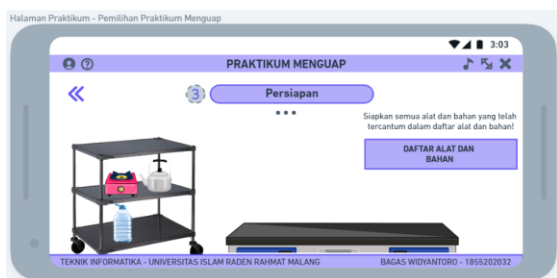 Halaman Praktikum - Pemilihan Praktikum Menguap
3:03
PRAKTIKUM MENGUAP
3
Persiapan
Siapkan semua alat dan bahan yang telah
tercantum dalam daftar alat dan bahan!
DAFTAR ALAT DAN
BAHAN
TEKNIK INFORMATIKA - UNIVERSITAS ISLAM RADEN RAHMAT MALANG
BAGAS WIDYANTORO - 1855202032